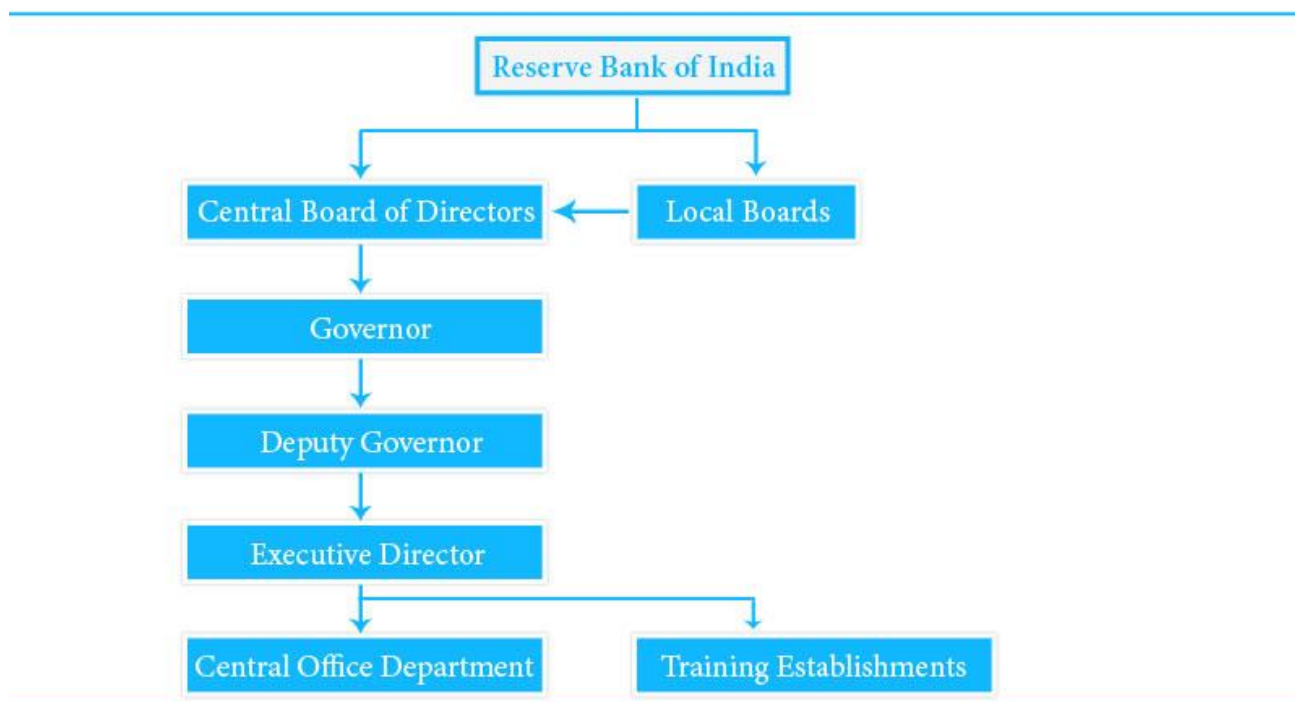 Reserve Bank of India
Central Board of Directors
Local Boards
Governor
Deputy Governor
Executive Director
Central Office Department
Training Establishments